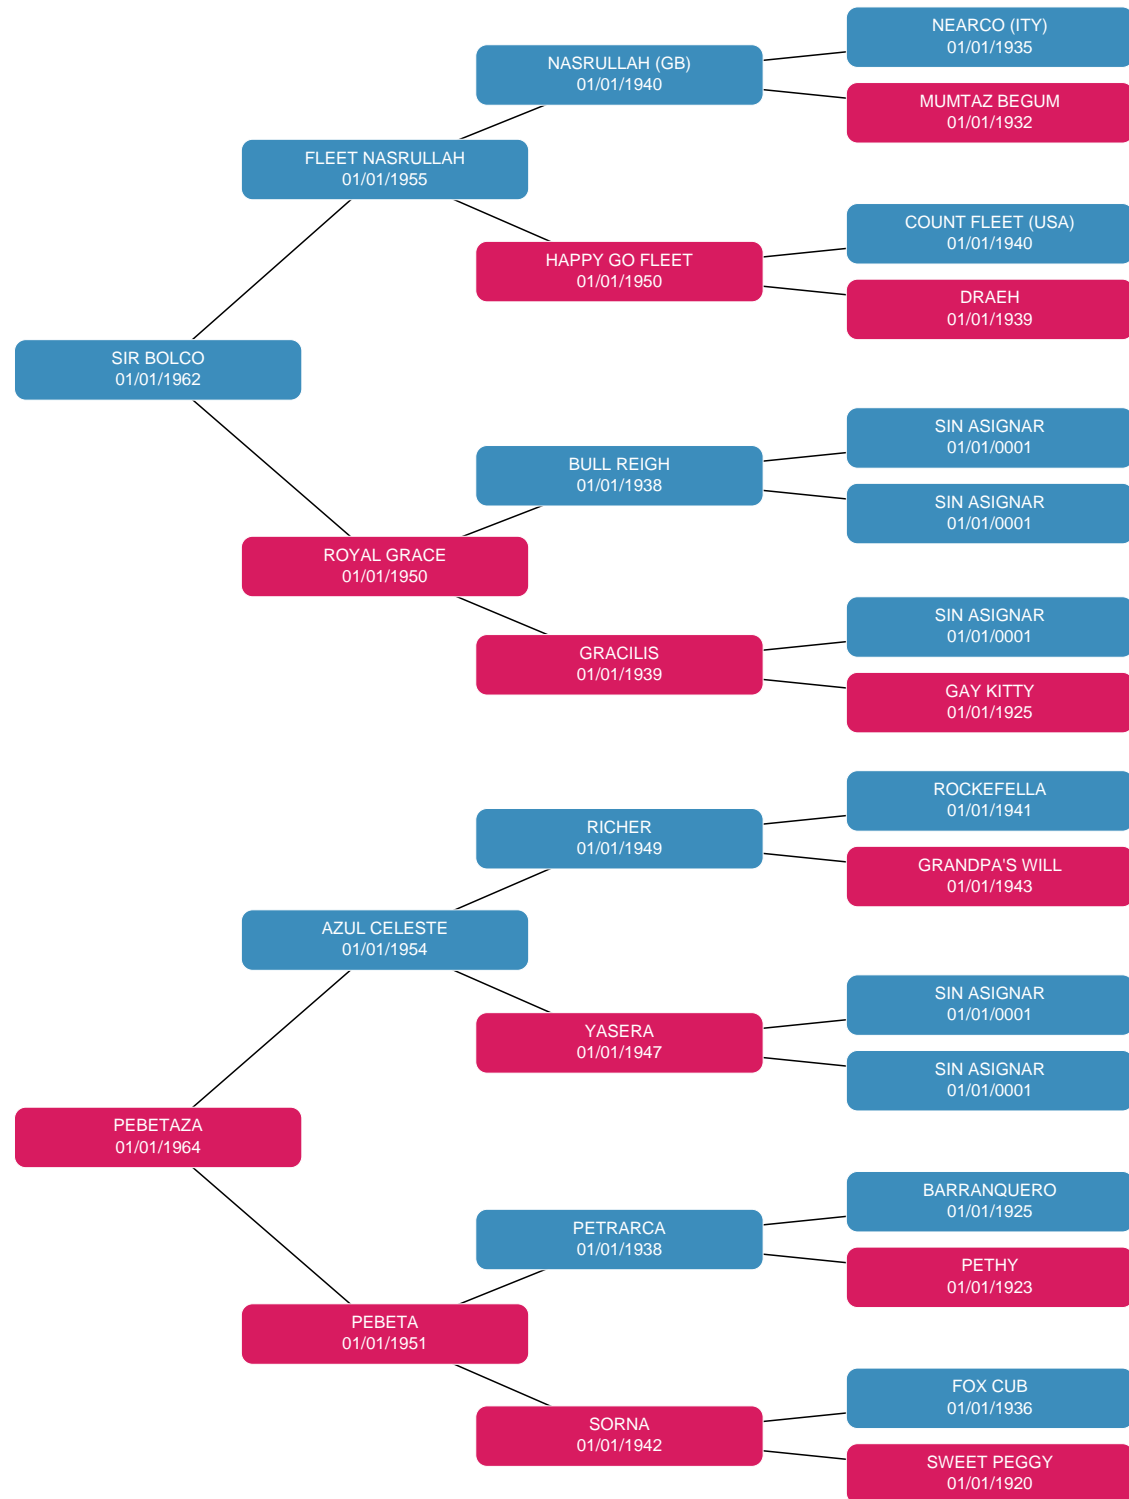 NEARCO (ITY)
01/01/1935
NASRULLAH (GB)
01/01/1940
MUMTAZ BEGUM
01/01/1932
FLEET NASRULLAH
01/01/1955
COUNT FLEET (USA)
01/01/1940
HAPPY GO FLEET
01/01/1950
DRAEH
01/01/1939
SIR BOLCO
01/01/1962
SIN ASIGNAR
01/01/0001
BULL REIGH
01/01/1938
SIN ASIGNAR
01/01/0001
ROYAL GRACE
01/01/1950
SIN ASIGNAR
01/01/0001
GRACILIS
01/01/1939
GAY KITTY
01/01/1925
ROCKEFELLA
01/01/1941
RICHER
01/01/1949
GRANDPA'S WILL
01/01/1943
AZUL CELESTE
01/01/1954
SIN ASIGNAR
01/01/0001
YASERA
01/01/1947
SIN ASIGNAR
01/01/0001
PEBETAZA
01/01/1964
BARRANQUERO
01/01/1925
PETRARCA
01/01/1938
PETHY
01/01/1923
PEBETA
01/01/1951
FOX CUB
01/01/1936
SORNA
01/01/1942
SWEET PEGGY
01/01/1920